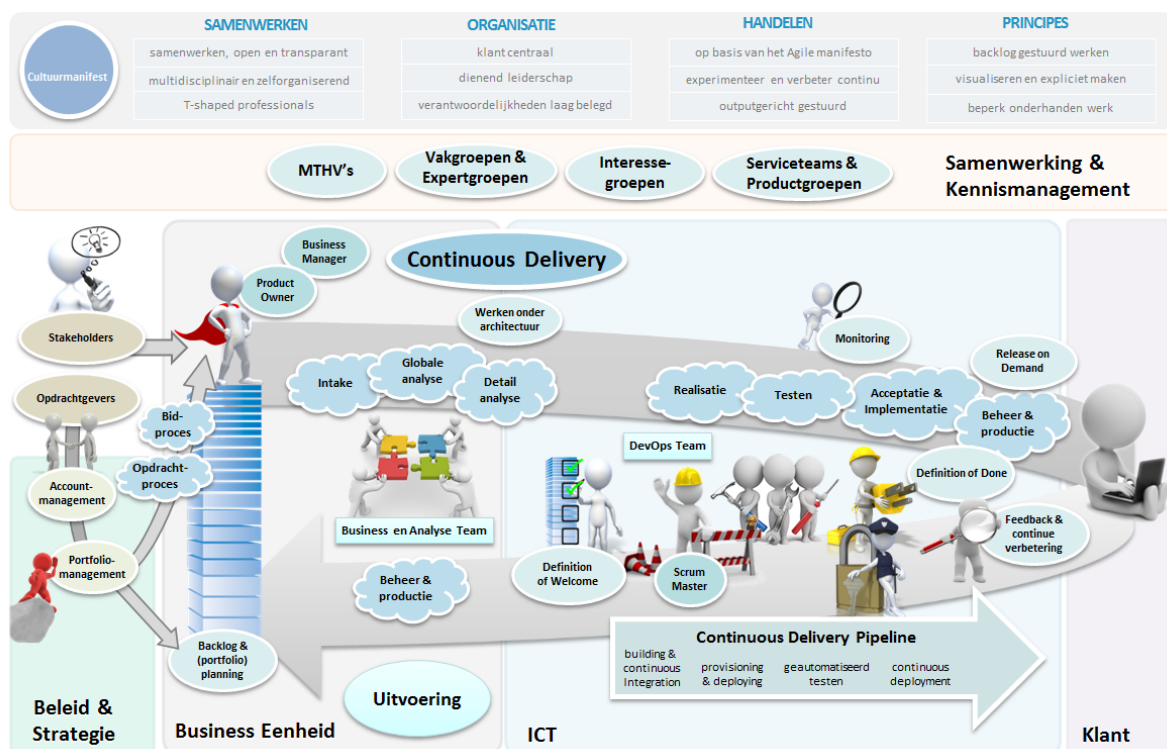 SAMENWERKEN
ORGANISATIE
HANDELEN
PRINCIPES
Cultuurmanifest
samenwerken, open en transparant
klant centraal
op basis van het Agile manifesto
backlog gestuurd werken
multidisciplinair en zelforganiserend
dienend leiderschap
experimenteer en verbeter continu
visualiseren en expliciet maken
T-shaped professionals
verantwoordelijkheden laag belegd
outputgericht gestuurd
beperk onderhanden werk
MTHV's
Vakgroepen &
Expertgroepen
Interesse-
groepen
Serviceteams &
Productgroepen
Samenwerking &
Kennismanagement
Business
Manager
Continuous Delivery
Product
Owner
Werken onder
architectuur
Stakeholders
Monitoring
Release on
Demand
Intake
Globale
analyse
Detail
analyse
Realisatie
Testen
Acceptatie &
Implementatie
Beheer &
productie
Opdrachtgevers
Bid-
proces
DevOps Team
Opdracht-
proces
Definition of Done
Account-
management
Business en Analyse Team
Feedback &
continue
verbetering
Portfolio-
management
Beheer &
productie
Definition
of Welcome
Scrum
Master
Backlog &
(portfolio)
planning
Continuous Delivery Pipeline
building &
continuous
Integration
provisioning
& deploying
geautomatiseerd
testen
continuous
deployment
Uitvoering
Beleid &
Strategie
Business Eenheid
ICT
Klant